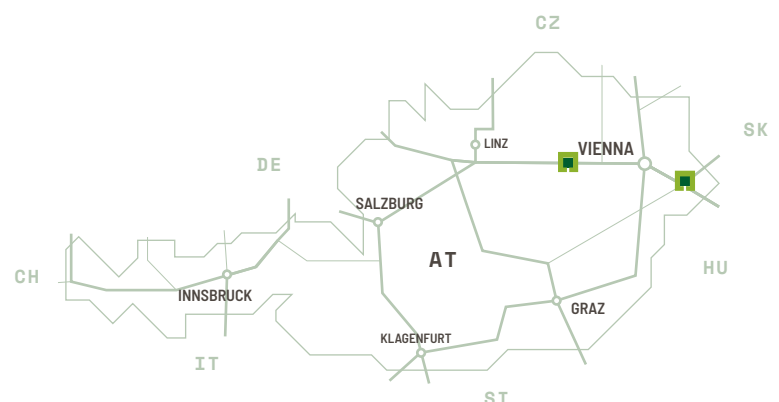 CZ
SK
LINZ
VIENNA
DE
SALZBURG
AT
HU
CH
INNSBRUCK
GRAZ
KLAGENFURT
IT
SI